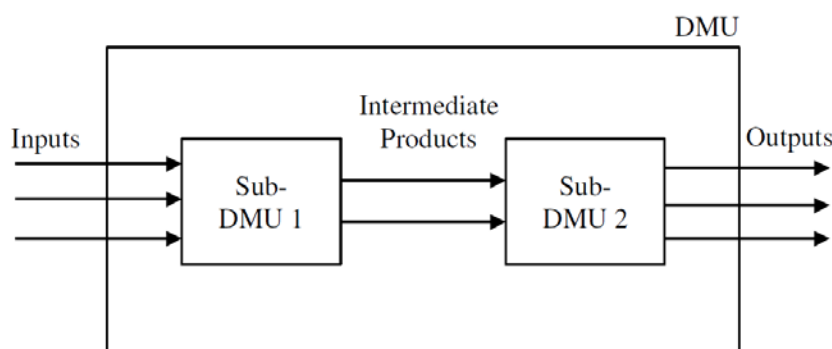 DMU
Inputs
Intermediate
Products
Outputs
Sub-
DMU 1
Sub-
DMU 2